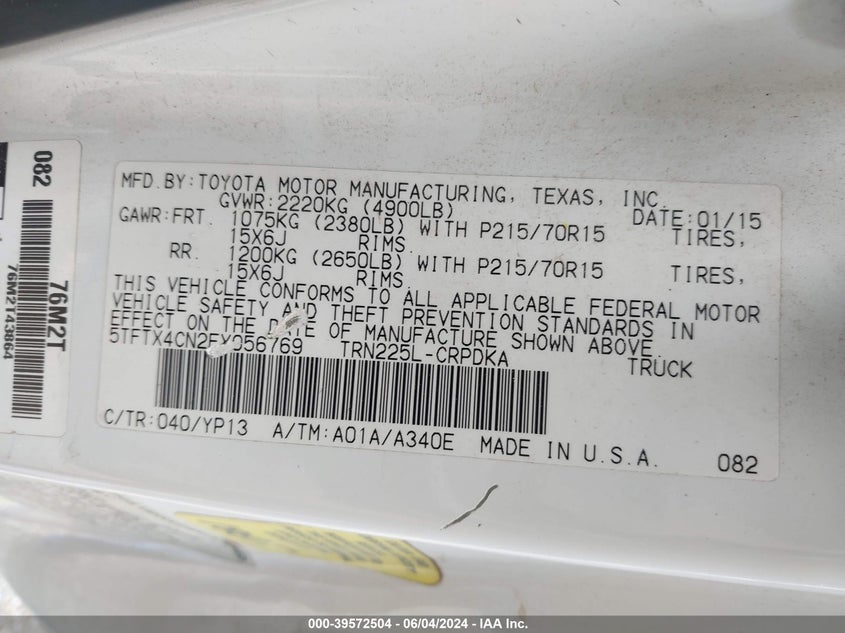 MFD. BY: TOYOTA MOTOR MANUFACTURING, TEXAS, INC.
GVWR: 2220KG (4900LB) DATE: 01/15
GAWR: FRT. 1075KG (2380LB) WITH P215/70R15 TIRES,
15X6J RIMS.
RR. 1200KG (2650LB) WITH P215/70R15 TIRES,
15X6J RIMS.
THIS VEHICLE CONFORMS TO ALL APPLICABLE FEDERAL MOTOR
VEHICLE SAFETY AND THEFT PREVENTION STANDARDS IN
EFFECT ON THE DATE OF MANUFACTURE SHOWN ABOVE.
5TFTX4CN2FX056769 TRN225L-CRPDKA TRUCK
C/TR: 040/YP13 A/TM: A01A/A340E MADE IN U.S.A. 082
082
76M2T
76M2T43864
000-39572504 - 06/04/2024 - IAA Inc.